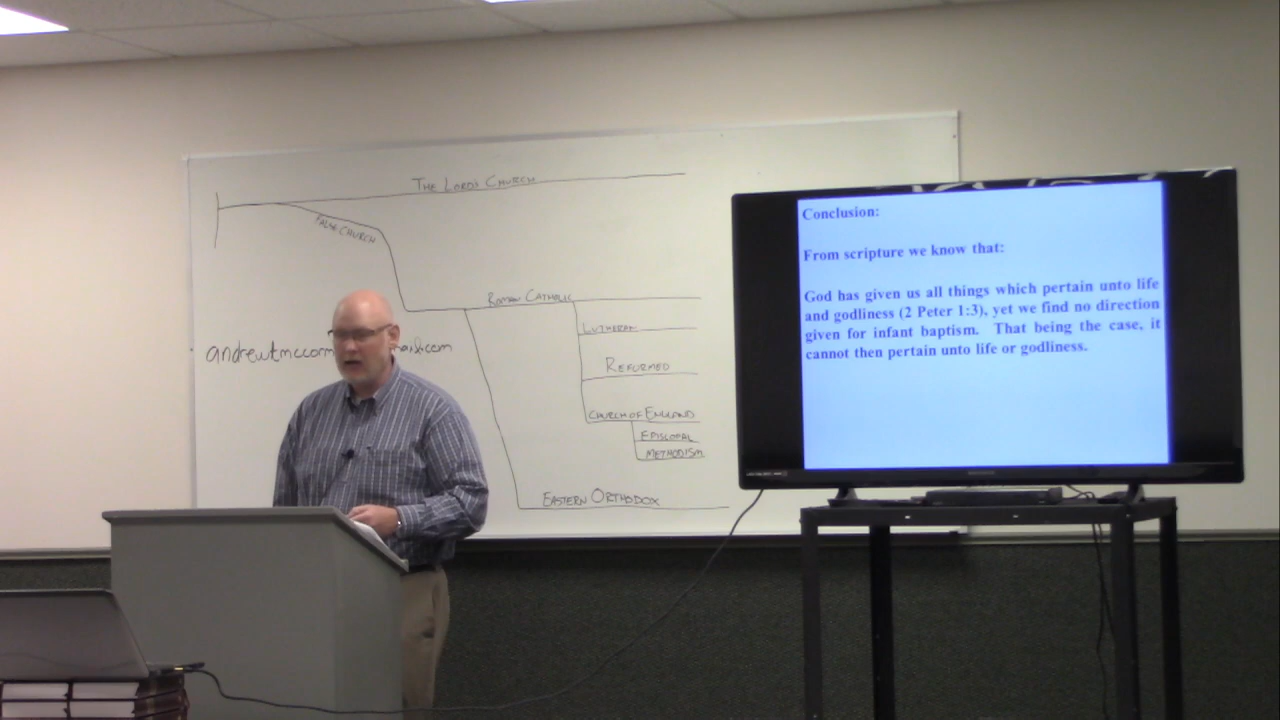 THE LORDS CHURCH
FALSE CHURCH
ROMAN CATHOLIC
LUTHERAN
REFORMED
CHURCH OF ENGLAND
EPISCOPAL
METHODISM
EASTERN ORTHODOX
Conclusion:
From scripture we know that:
God has given us all things which pertain unto life
and godliness (2 Peter 1:3), yet we find no direction
given for infant baptism. That being the case, it
cannot then pertain unto life or godliness.